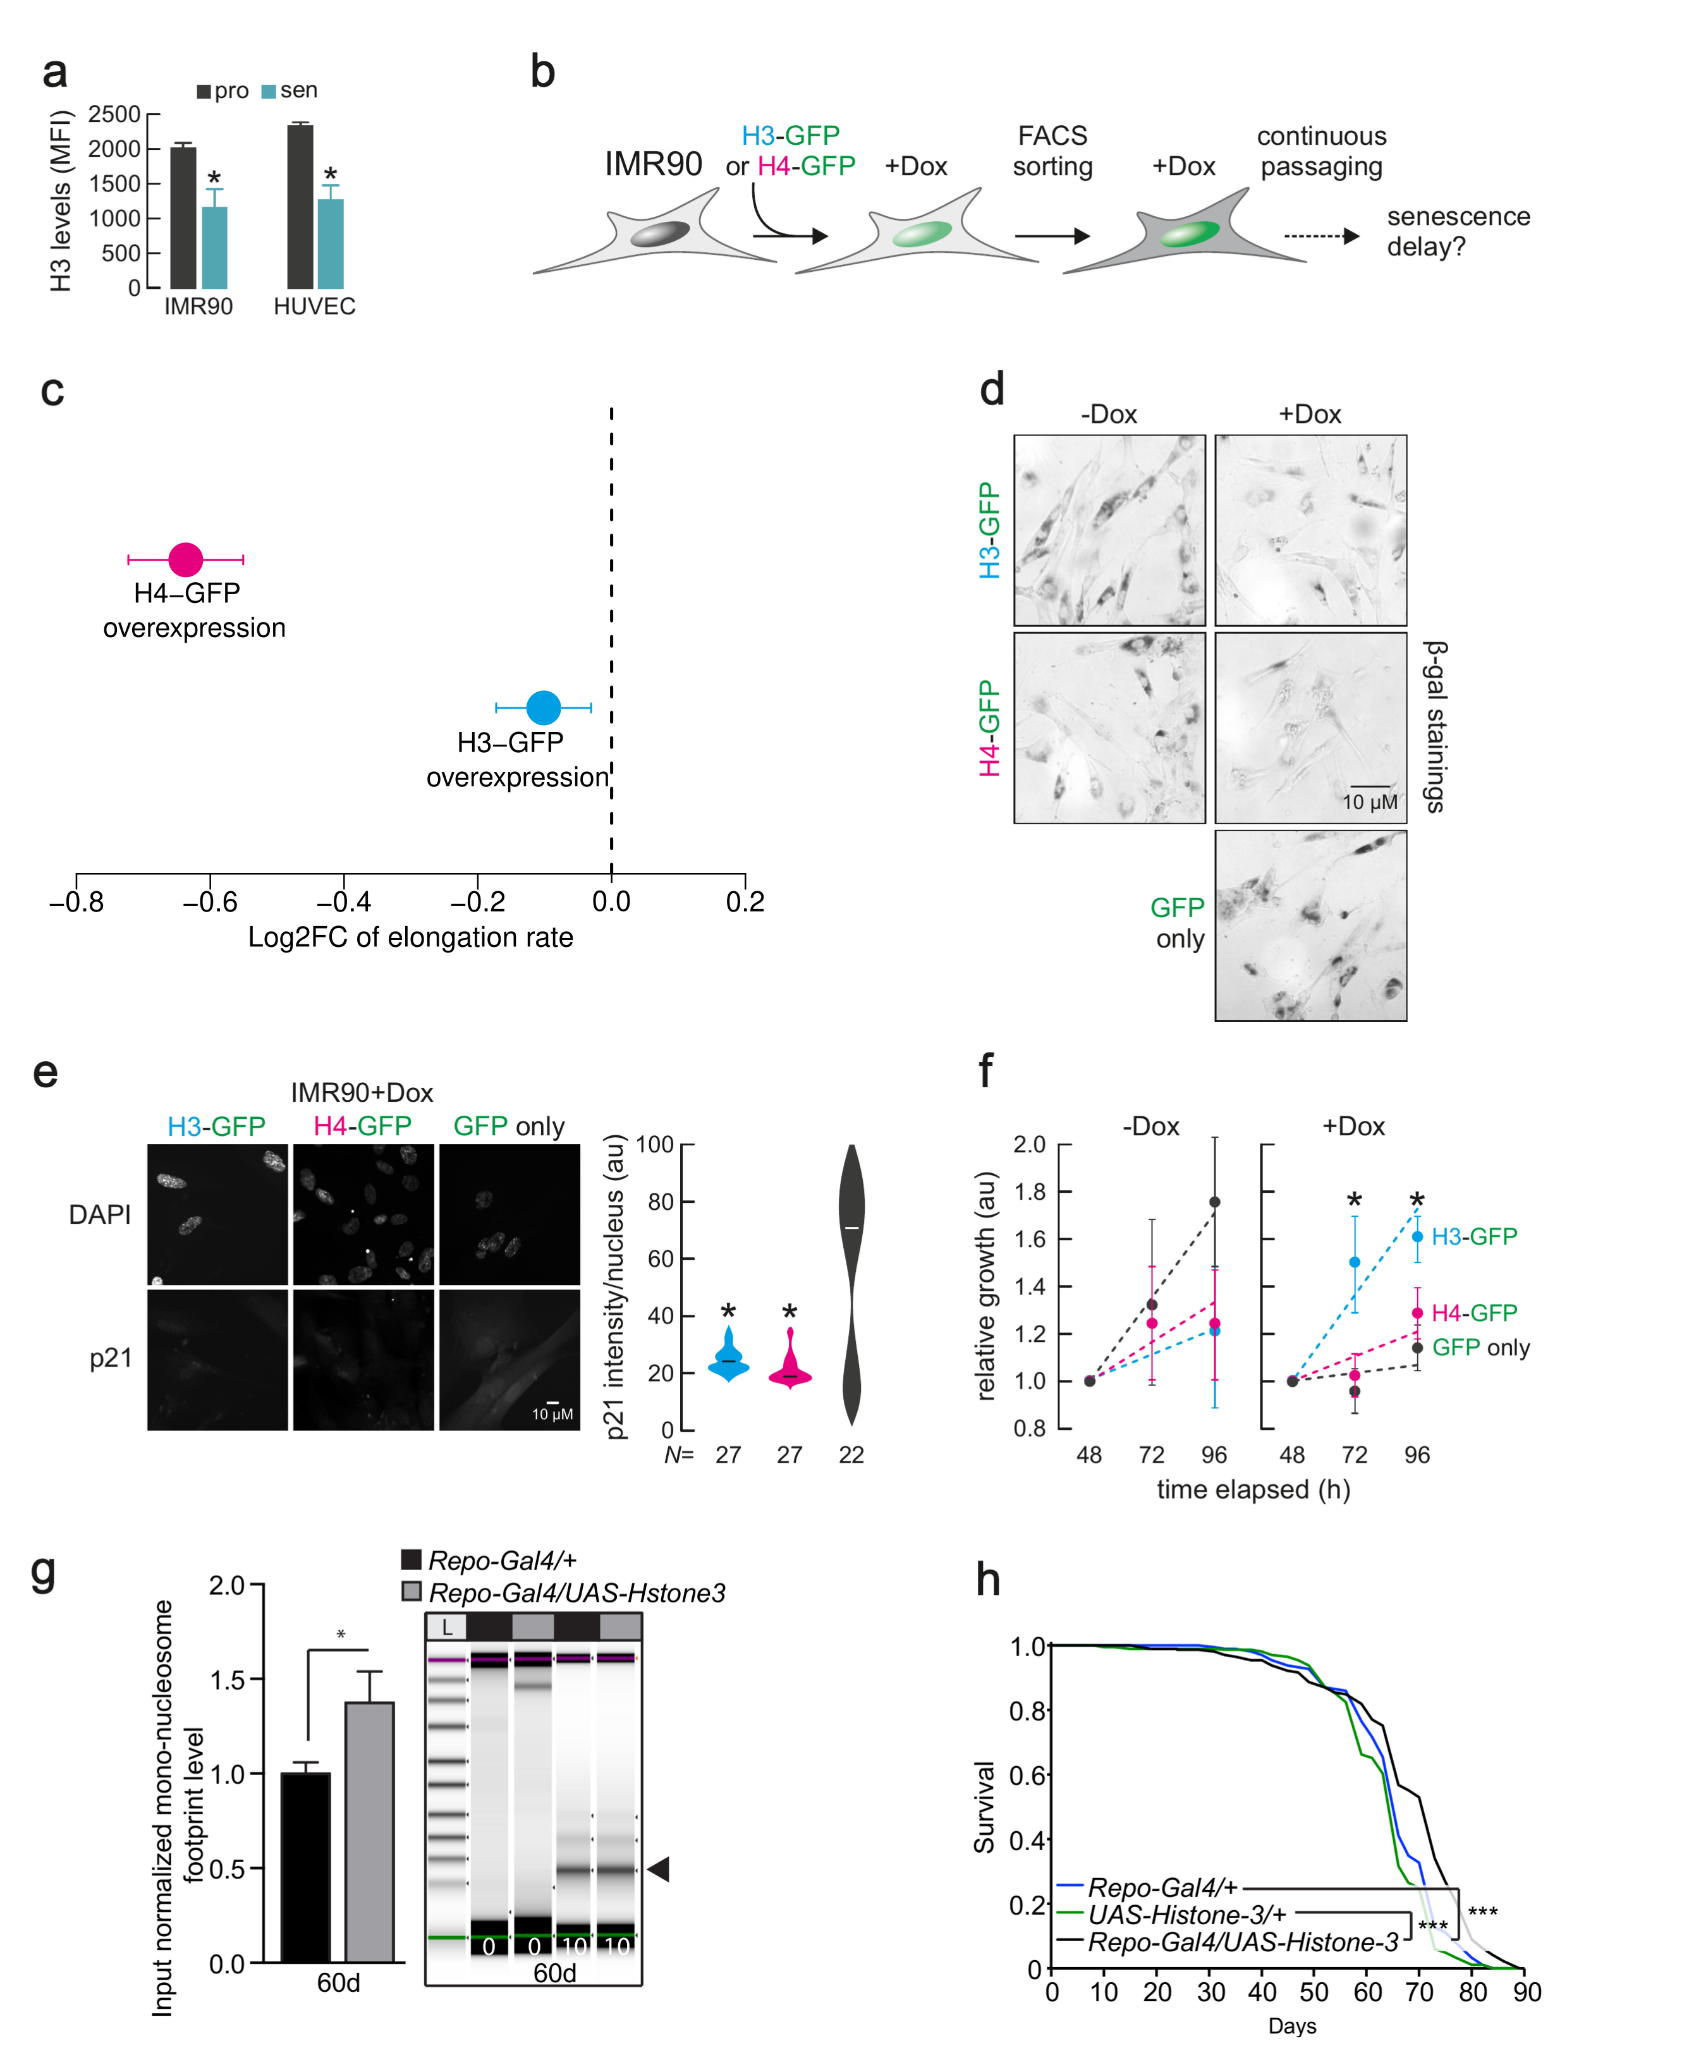 a
pro sen
H3 levels (MFI)
2500
2000
1500
1000
500
0
* *
IMR90 HUVEC
b
IMR90
H3-GFP
or H4-GFP
+Dox
FACS
sorting
+Dox
continuous
passaging
senescence
delay?
c
H4–GFP
overexpression
H3–GFP
overexpression
−0.8 −0.6 −0.4 −0.2 0.0 0.2
Log2FC of elongation rate
d
-Dox +Dox
H3-GFP
H4-GFP
10 µM
β-gal stainings
GFP
only
e
IMR90+Dox
H3-GFP H4-GFP GFP only
DAPI
p21
10 µM
p21 intensity/nucleus (au)
100
80
60
40
20
0
* *
N= 27 27 22
f
-Dox +Dox
relative growth (au)
2.0
1.8
1.6
1.4
1.2
1.0
0.8
* *
H3-GFP
H4-GFP
GFP only
48 72 96 48 72 96
time elapsed (h)
g
Repo-Gal4/+
Repo-Gal4/UAS-Hstone3
Input normalized mono-nucleosome
footprint level
2.0
1.5
1.0
0.5
0.0
*
60d
L
0 0 10 10
60d
h
Survival
1.0
0.8
0.6
0.4
0.2
0
Repo-Gal4/+
UAS-Histone-3/+
Repo-Gal4/UAS-Histone-3
***
***
0 10 20 30 40 50 60 70 80 90
Days